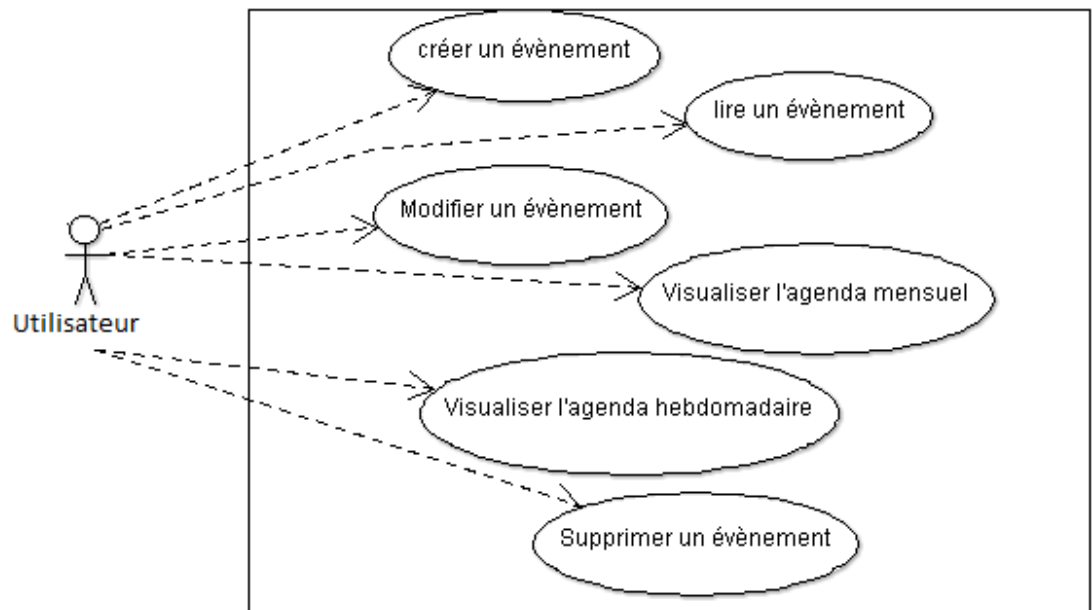 créer un évènement
lire un évènement
Modifier un évènement
Visualiser l'agenda mensuel
Utilisateur
Visualiser l'agenda hebdomadaire
Supprimer un évènement